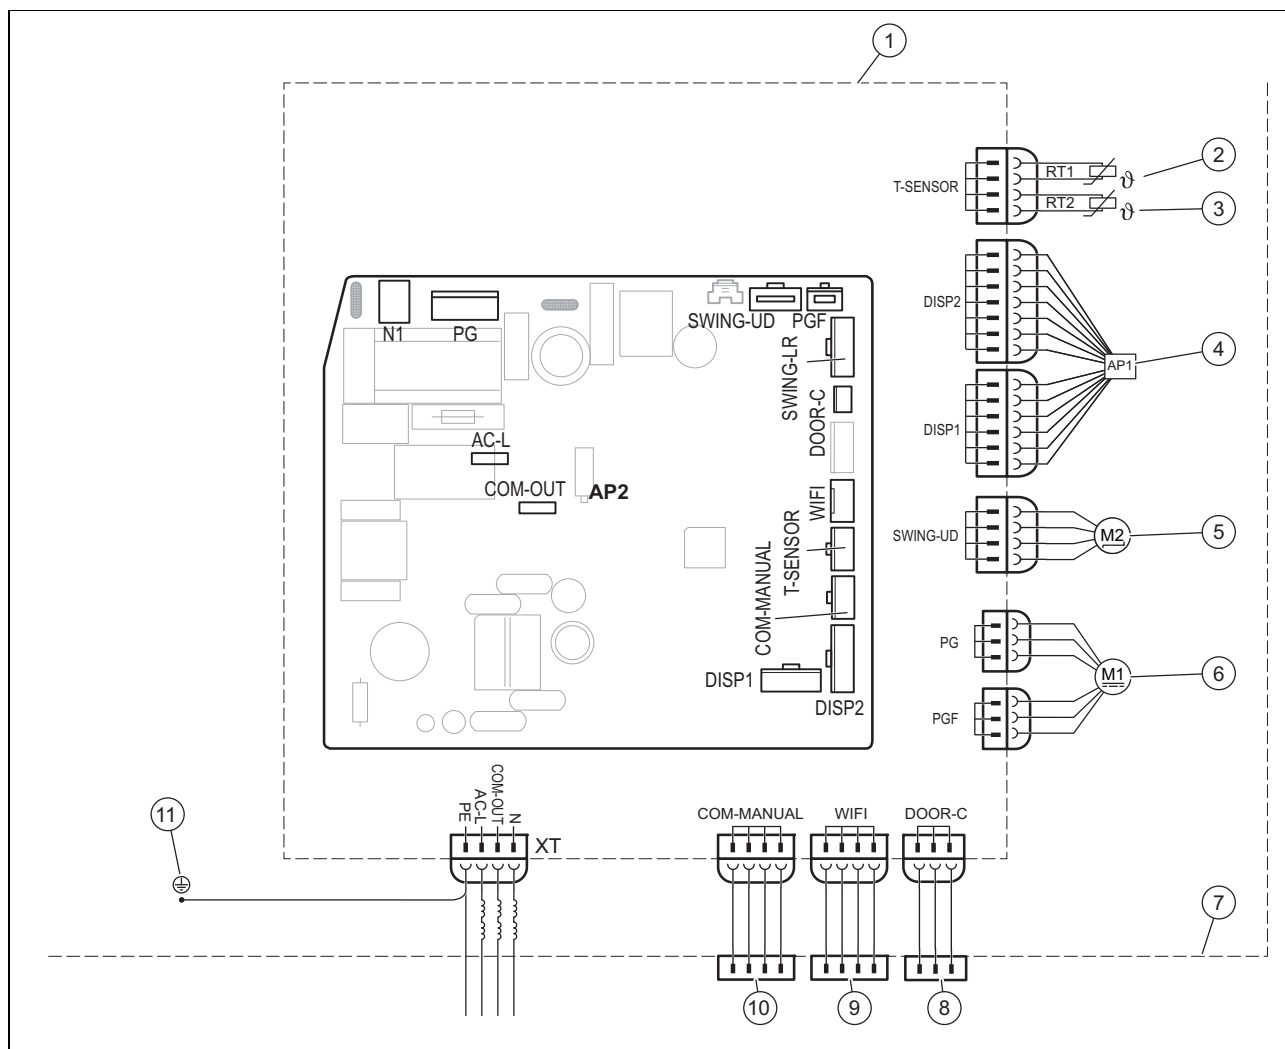 1
2
T-SENSOR
RT1
ϑ
RT2
ϑ
3
DISP2
AP1
4
DISP1
N1
PG
SWING-UD
PGF
SWING-LR
DOOR-C
AC-L
COM-OUT
AP2
WIFI
T-SENSOR
COM-MANUAL
DISP1
DISP2
SWING-UD
M2
5
PG
M1
6
PGF
PE
AC-L
COM-OUT
N
XT
COM-MANUAL
WIFI
DOOR-C
11
7
10
9
8